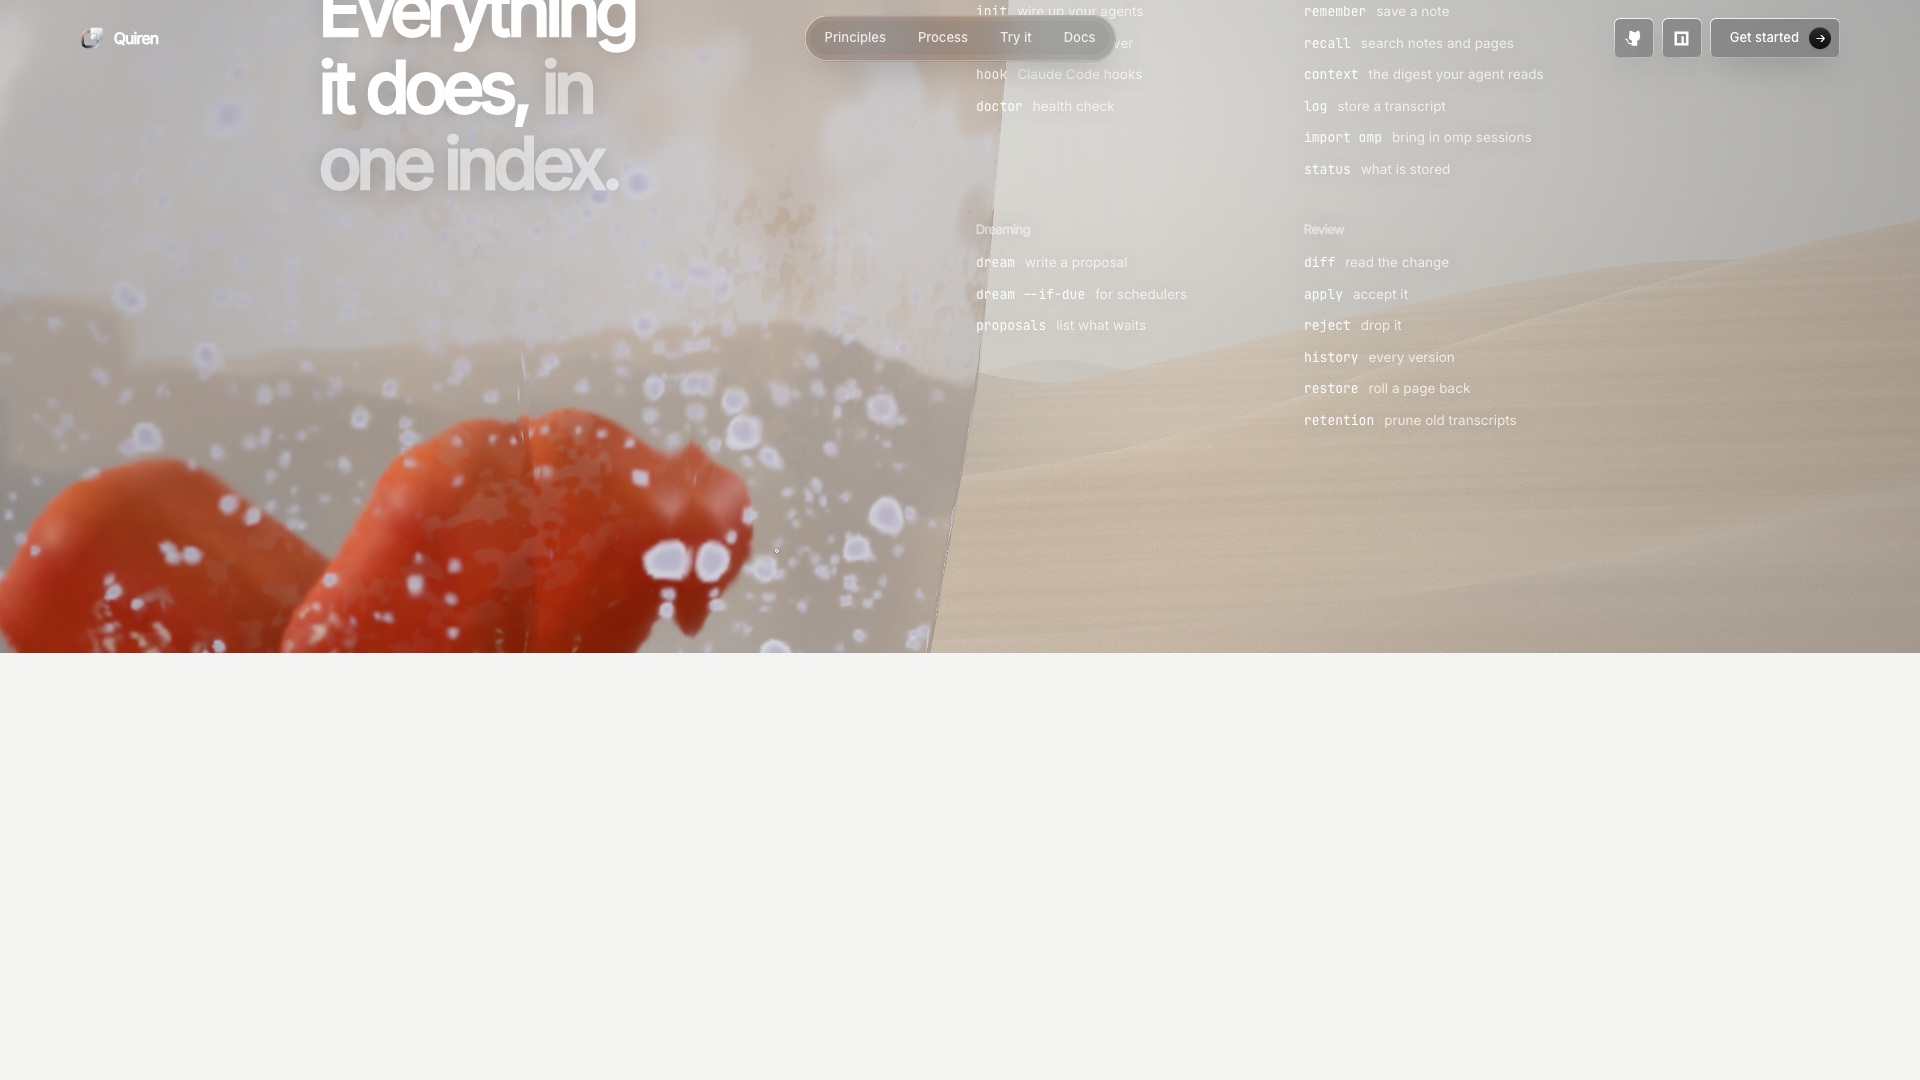 Quiren
Principles
Process
Try it
Docs
Get started
Everything
it does, in
one index.
init wire up your agents
ver
hook Claude Code hooks
doctor health check
remember save a note
recall search notes and pages
context the digest your agent reads
log store a transcript
import omp bring in omp sessions
status what is stored
Dreaming
dream write a proposal
dream --if-due for schedulers
proposals list what waits
Review
diff read the change
apply accept it
reject drop it
history every version
restore roll a page back
retention prune old transcripts